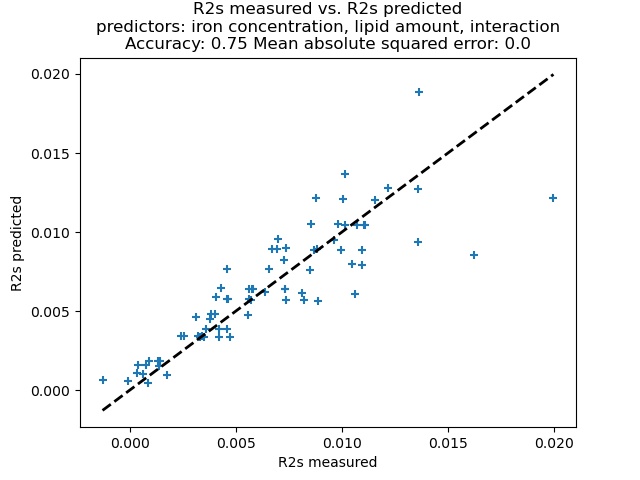 R2s measured vs. R2s predicted
predictors: iron concentration, lipid amount, interaction
Accuracy: 0.75 Mean absolute squared error: 0.0
0.020
0.015
0.010
0.005
0.000
R2s predicted
0.000 0.005 0.010 0.015 0.020
R2s measured